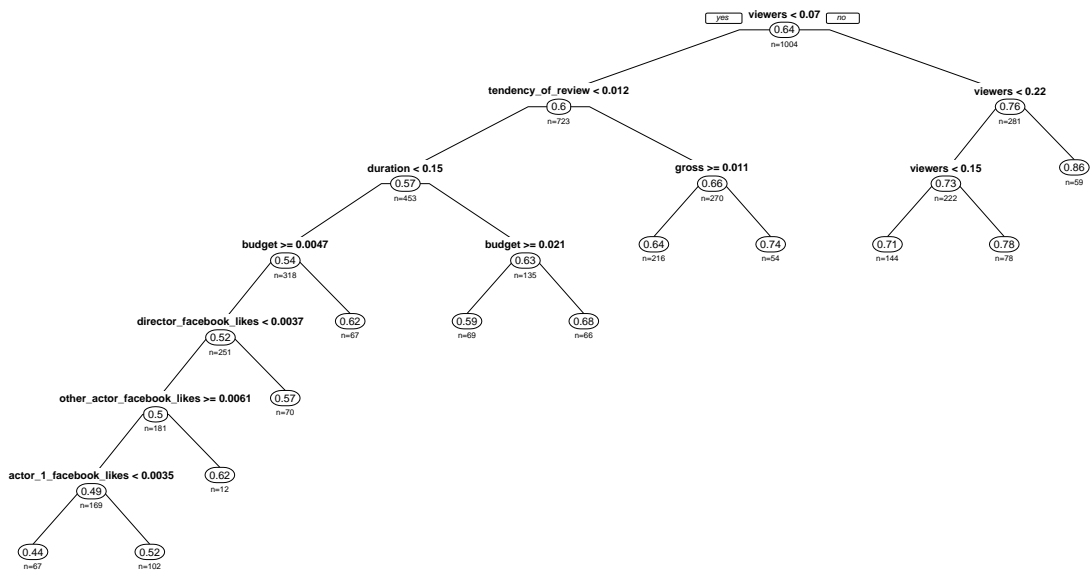 viewers < 0.07
yes
no
0.64
n=1004
tendency_of_review < 0.012
viewers < 0.22
0.6
0.76
n=723
n=281
duration < 0.15
gross >= 0.011
viewers < 0.15
0.86
0.57
0.66
0.73
n=59
n=453
n=270
n=222
budget >= 0.0047
budget >= 0.021
0.64
0.74
0.71
0.78
0.54
0.63
n=216
n=54
n=144
n=78
n=318
n=135
director_facebook_likes < 0.0037
0.62
0.59
0.68
0.52
n=67
n=69
n=66
n=251
other_actor_facebook_likes >= 0.0061
0.57
0.5
n=70
n=181
actor_1_facebook_likes < 0.0035
0.62
0.49
n=12
n=169
0.44
0.52
n=67
n=102